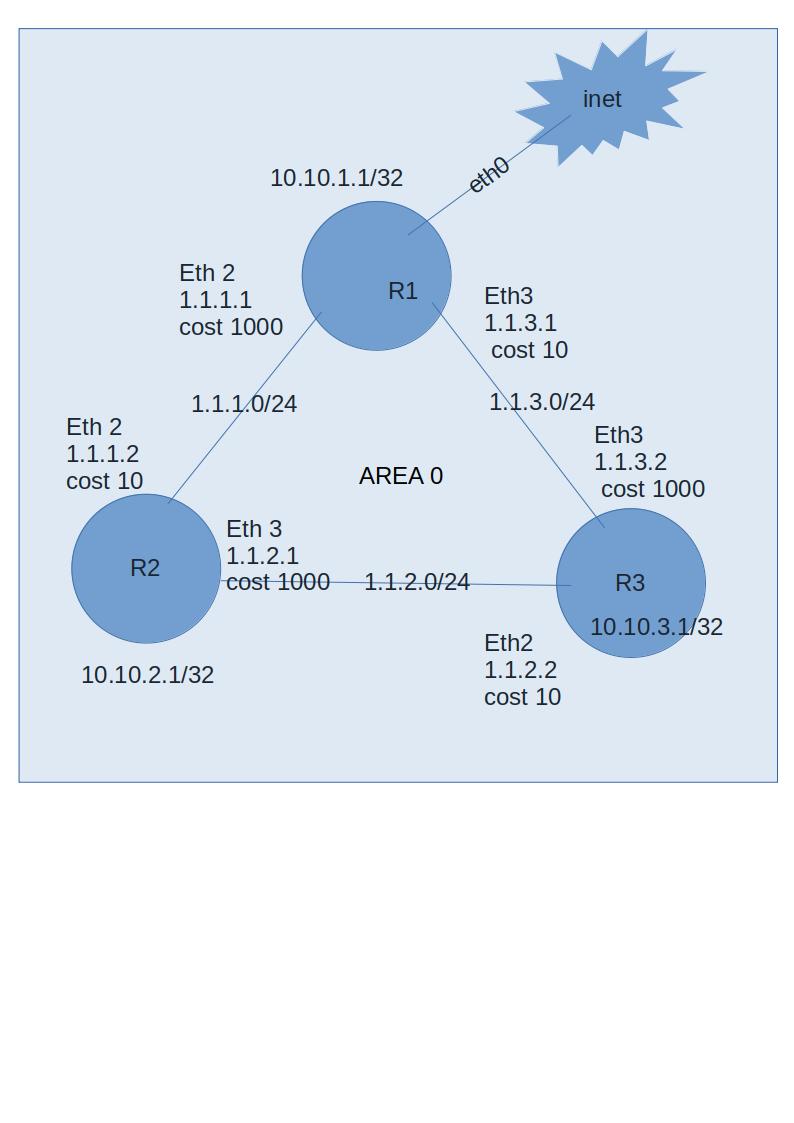 inet
eth0
10.10.1.1/32
Eth 2
1.1.1.1
cost 1000
R1
Eth3
1.1.3.1
cost 10
1.1.1.0/24
1.1.3.0/24
Eth 2
1.1.1.2
cost 10
Eth3
1.1.3.2
cost 1000
AREA 0
R2
Eth 3
1.1.2.1
cost 1000
1.1.2.0/24
R3
10.10.3.1/32
Eth2
1.1.2.2
cost 10
10.10.2.1/32